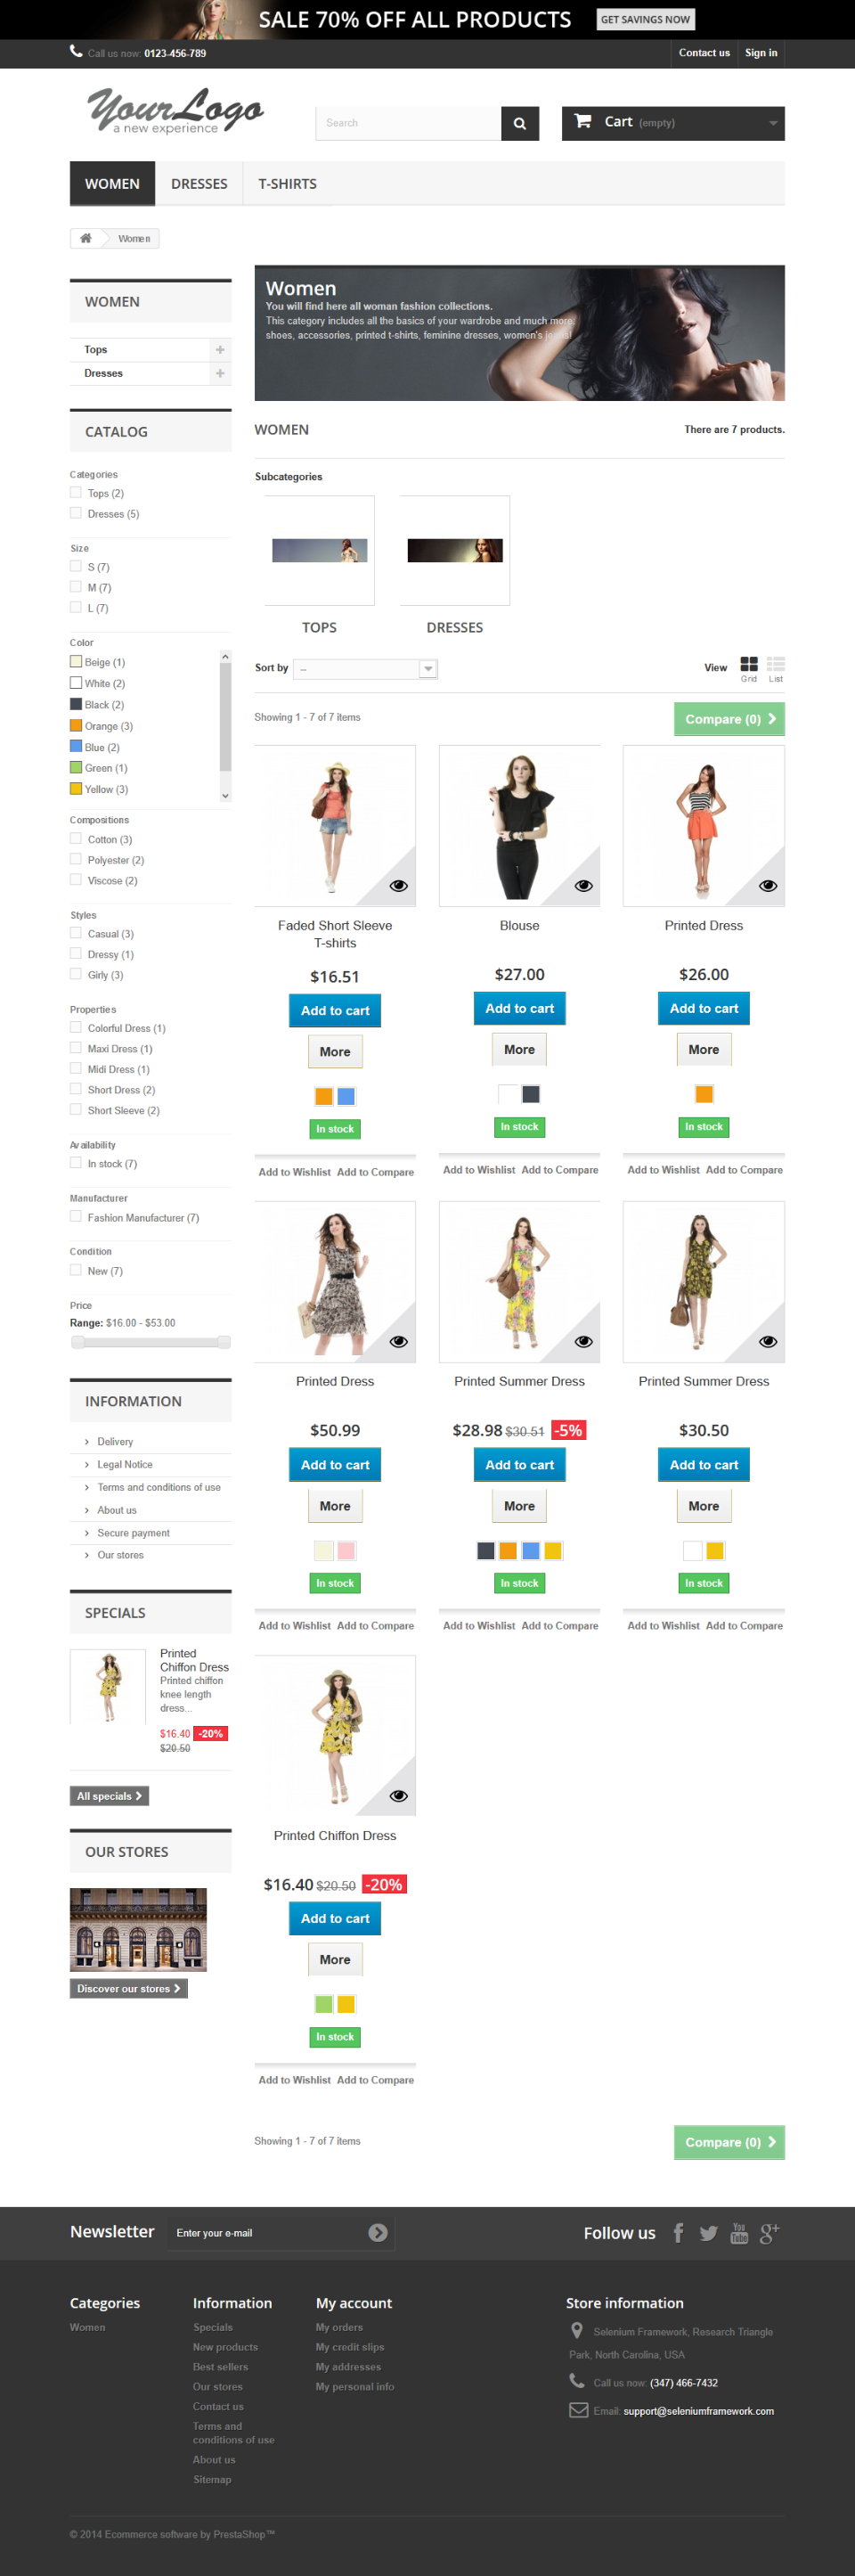 SALE 70% OFF ALL PRODUCTS GET SAVINGS NOW
Call us now: 0123-456-789
Contact us Sign in
YourLogo
a new experience
Search
Cart (empty)
WOMEN DRESSES T-SHIRTS
Women
WOMEN
Tops
Dresses
CATALOG
Categories
Tops (2)
Dresses (5)
Size
S (7)
M (7)
L (7)
Color
Beige (1)
White (2)
Black (2)
Orange (3)
Blue (2)
Green (1)
Yellow (3)
Compositions
Cotton (3)
Polyester (2)
Viscose (2)
Styles
Casual (3)
Dressy (1)
Girly (3)
Properties
Colorful Dress (1)
Maxi Dress (1)
Midi Dress (1)
Short Dress (2)
Short Sleeve (2)
Availability
In stock (7)
Manufacturer
Fashion Manufacturer (7)
Condition
New (7)
Price
Range: $16.00 - $53.00
INFORMATION
Delivery
Legal Notice
Terms and conditions of use
About us
Secure payment
Our stores
SPECIALS
Printed
Chiffon Dress
Printed chiffon
knee length
dress...
$16.40 -20%
$20.50
All specials
OUR STORES
Discover our stores
Women
You will find here all woman fashion collections.
This category includes all the basics of your wardrobe and much more:
shoes, accessories, printed t-shirts, feminine dresses, women's jeans!
WOMEN
There are 7 products.
Subcategories
TOPS DRESSES
Sort by --
View Grid List
Showing 1 - 7 of 7 items
Compare (0)
Faded Short Sleeve
T-shirts
$16.51
Add to cart
More
In stock
Add to Wishlist Add to Compare
Blouse
$27.00
Add to cart
More
In stock
Add to Wishlist Add to Compare
Printed Dress
$26.00
Add to cart
More
In stock
Add to Wishlist Add to Compare
Printed Dress
$50.99
Add to cart
More
In stock
Add to Wishlist Add to Compare
Printed Summer Dress
$28.98 $30.51 -5%
Add to cart
More
In stock
Add to Wishlist Add to Compare
Printed Summer Dress
$30.50
Add to cart
More
In stock
Add to Wishlist Add to Compare
Printed Chiffon Dress
$16.40 $20.50 -20%
Add to cart
More
In stock
Add to Wishlist Add to Compare
Showing 1 - 7 of 7 items
Compare (0)
Newsletter Enter your e-mail
Follow us
You
Tube
Categories
Women
Information
Specials
New products
Best sellers
Our stores
Contact us
Terms and
conditions of use
About us
Sitemap
My account
My orders
My credit slips
My addresses
My personal info
Store information
Selenium Framework, Research Triangle
Park, North Carolina, USA
Call us now: (347) 466-7432
Email: support@seleniumframework.com
© 2014 Ecommerce software by PrestaShop™